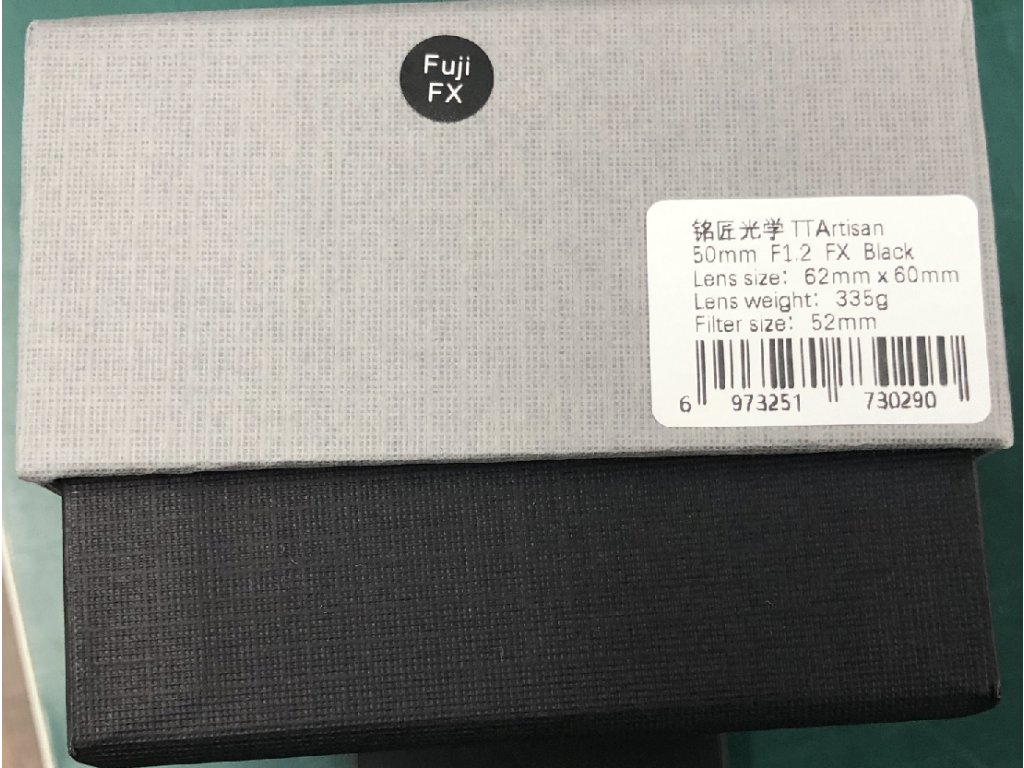 Fuji
FX
铭匠光学 TTArtisan
50mm F1.2 FX Black
Lens size: 62mm x 60mm
Lens weight: 335g
Filter size: 52mm
6 973251 730290